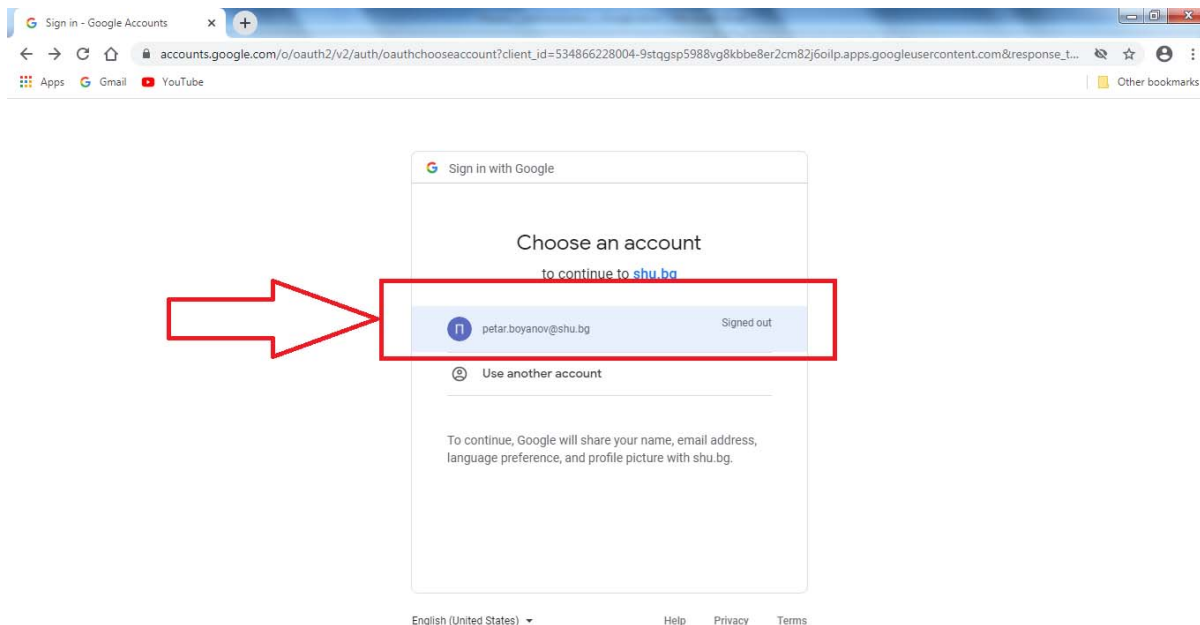 Sign in - Google Accounts
accounts.google.com/o/oauth2/v2/auth/oauthchooseaccount?client_id=534866228004-9stqgsp5988vg8kbbe8er2cm82j6oilp.apps.googleusercontent.com&response_t...
Apps Gmail YouTube Other bookmarks
Sign in with Google
Choose an account
to continue to shu.bg
П petar.boyanov@shu.bg Signed out
Use another account
To continue, Google will share your name, email address,
language preference, and profile picture with shu.bg.
English (United States) Help Privacy Terms